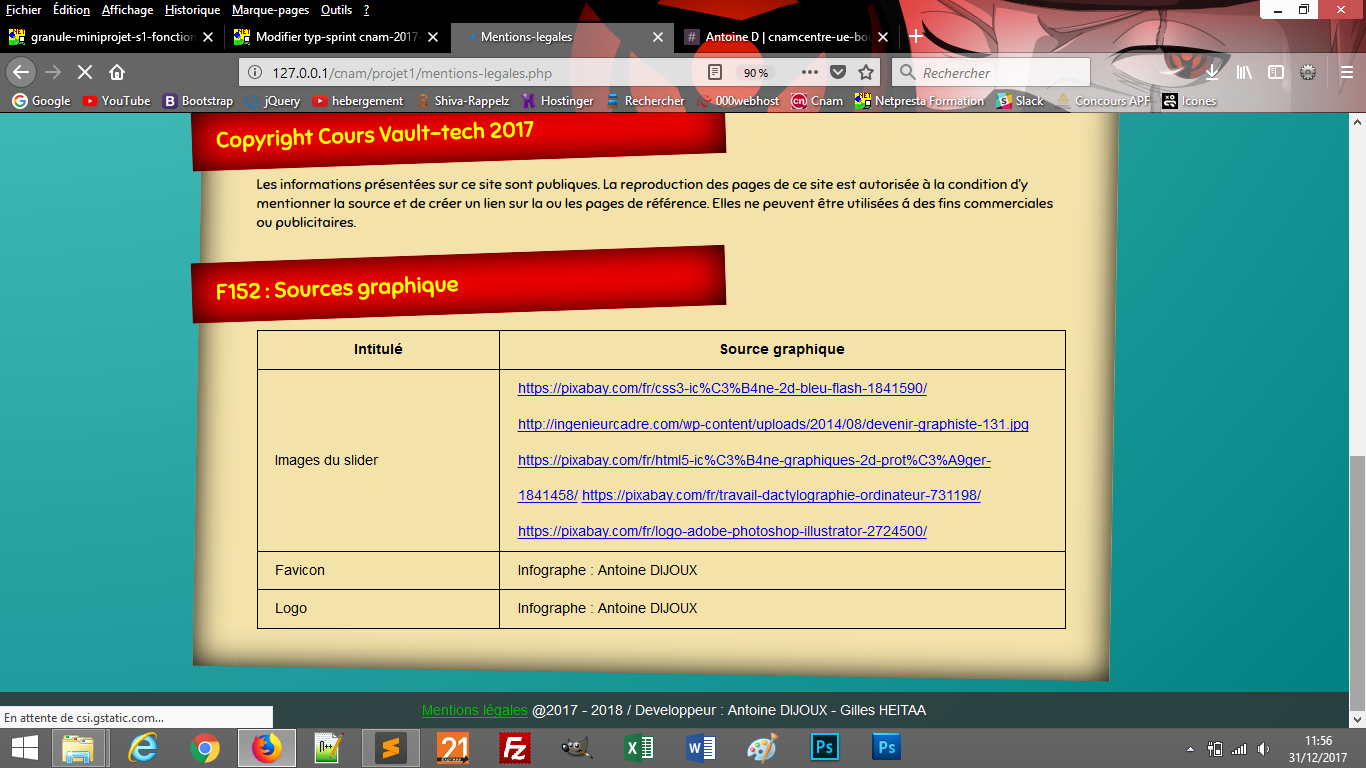 Fichier Édition Affichage Historique Marque-pages Outils ?
granule-miniprojet-s1-fonction
Modifier typ-sprint cnam-2017-
Mentions-legales
Antoine D | cnamcentre-ue-bou
127.0.0.1/cnam/projet1/mentions-legales.php
90 %
Rechercher
Google YouTube Bootstrap jQuery hebergement Shiva-Rappelz Hostinger Rechercher 000webhost Cnam Netpresta Formation Slack Concours APF Icones
Copyright Cours Vault-tech 2017
Les informations présentées sur ce site sont publiques. La reproduction des pages de ce site est autorisée à la condition d'y
mentionner la source et de créer un lien sur la ou les pages de référence. Elles ne peuvent être utilisées á des fins commerciales
ou publicitaires.
F152 : Sources graphique
Intitulé Source graphique
Images du slider
https://pixabay.com/fr/css3-ic%C3%B4ne-2d-bleu-flash-1841590/
http://ingenieurcadre.com/wp-content/uploads/2014/08/devenir-graphiste-131.jpg
https://pixabay.com/fr/html5-ic%C3%B4ne-graphiques-2d-prot%C3%A9ger-
1841458/ https://pixabay.com/fr/travail-dactylographie-ordinateur-731198/
https://pixabay.com/fr/logo-adobe-photoshop-illustrator-2724500/
Favicon Infographe : Antoine DIJOUX
Logo Infographe : Antoine DIJOUX
Mentions légales @2017 - 2018 / Developpeur : Antoine DIJOUX - Gilles HEITAA
En attente de csi.gstatic.com...
11:56
31/12/2017